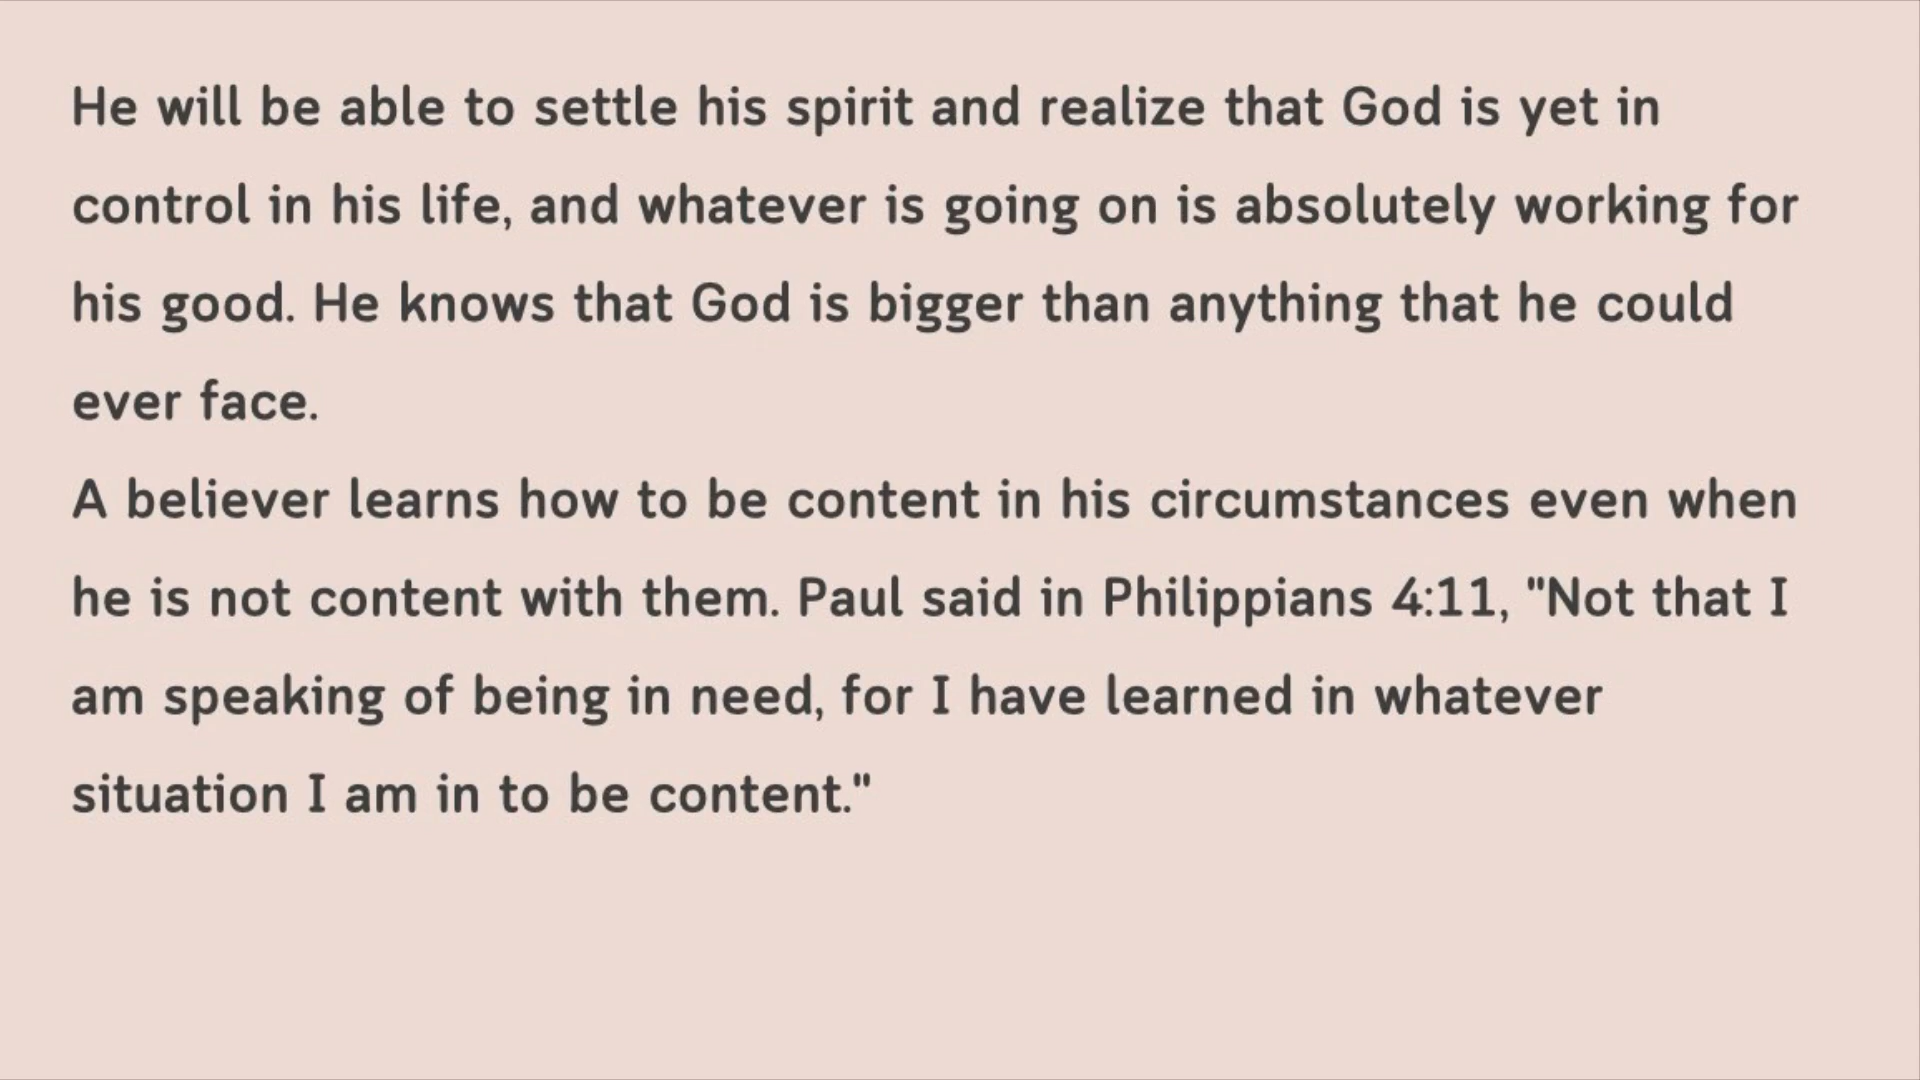 He will be able to settle his spirit and realize that God is yet in
control in his life, and whatever is going on is absolutely working for
his good. He knows that God is bigger than anything that he could
ever face.
A believer learns how to be content in his circumstances even when
he is not content with them. Paul said in Philippians 4:11, "Not that I
am speaking of being in need, for I have learned in whatever
situation I am in to be content."